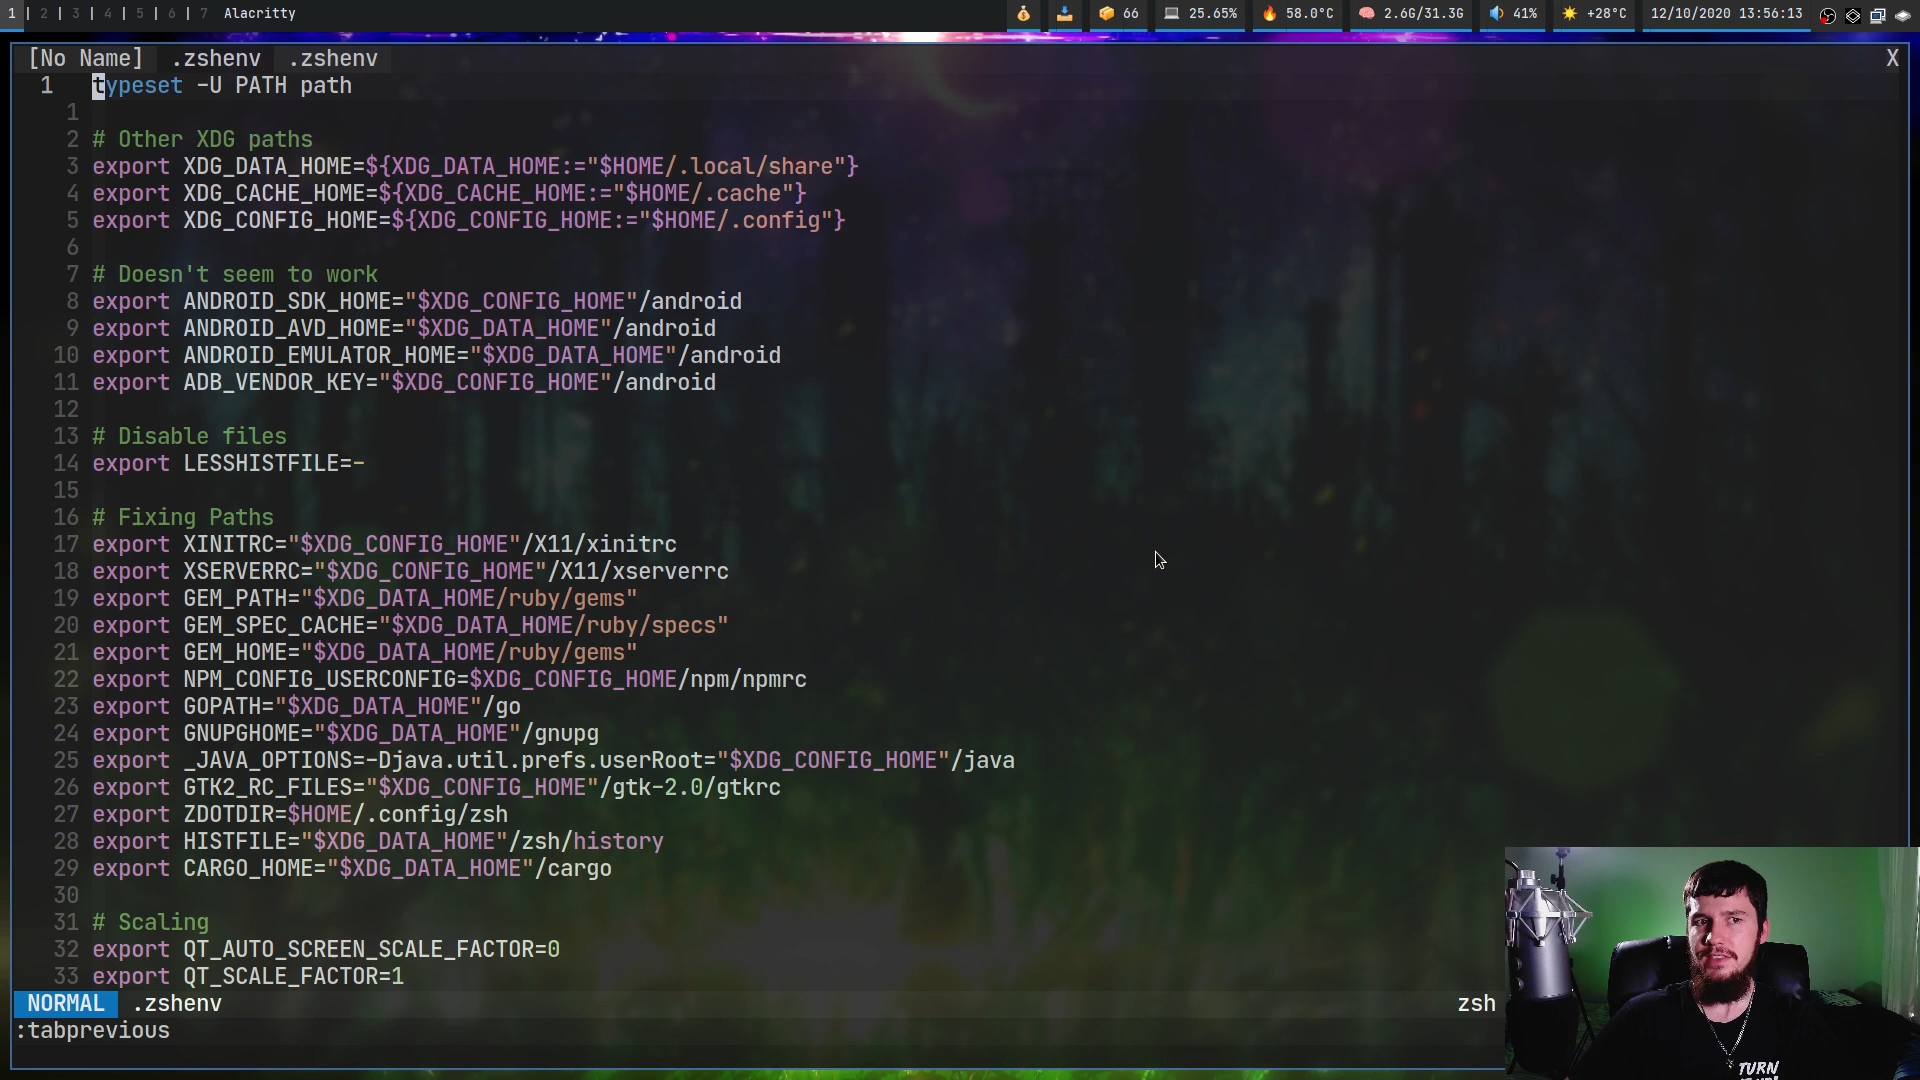 1 | 2 | 3 | 4 | 5 | 6 | 7 Alacritty
66 25.65% 58.0°C 2.6G/31.3G 41% +28°C 12/10/2020 13:56:13
[No Name] .zshenv .zshenv X
1 typeset -U PATH path
1
2 # Other XDG paths
3 export XDG_DATA_HOME=${XDG_DATA_HOME:="$HOME/.local/share"}
4 export XDG_CACHE_HOME=${XDG_CACHE_HOME:="$HOME/.cache"}
5 export XDG_CONFIG_HOME=${XDG_CONFIG_HOME:="$HOME/.config"}
6
7 # Doesn't seem to work
8 export ANDROID_SDK_HOME="$XDG_CONFIG_HOME"/android
9 export ANDROID_AVD_HOME="$XDG_DATA_HOME"/android
10 export ANDROID_EMULATOR_HOME="$XDG_DATA_HOME"/android
11 export ADB_VENDOR_KEY="$XDG_CONFIG_HOME"/android
12
13 # Disable files
14 export LESSHISTFILE=-
15
16 # Fixing Paths
17 export XINITRC="$XDG_CONFIG_HOME"/X11/xinitrc
18 export XSERVERRC="$XDG_CONFIG_HOME"/X11/xserverrc
19 export GEM_PATH="$XDG_DATA_HOME/ruby/gems"
20 export GEM_SPEC_CACHE="$XDG_DATA_HOME/ruby/specs"
21 export GEM_HOME="$XDG_DATA_HOME/ruby/gems"
22 export NPM_CONFIG_USERCONFIG=$XDG_CONFIG_HOME/npm/npmrc
23 export GOPATH="$XDG_DATA_HOME"/go
24 export GNUPGHOME="$XDG_DATA_HOME"/gnupg
25 export _JAVA_OPTIONS=-Djava.util.prefs.userRoot="$XDG_CONFIG_HOME"/java
26 export GTK2_RC_FILES="$XDG_CONFIG_HOME"/gtk-2.0/gtkrc
27 export ZDOTDIR=$HOME/.config/zsh
28 export HISTFILE="$XDG_DATA_HOME"/zsh/history
29 export CARGO_HOME="$XDG_DATA_HOME"/cargo
30
31 # Scaling
32 export QT_AUTO_SCREEN_SCALE_FACTOR=0
33 export QT_SCALE_FACTOR=1
NORMAL .zshenv zsh
:tabprevious
TURN